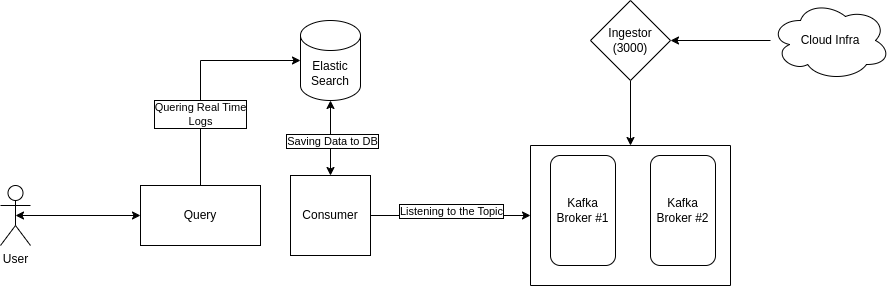 Ingestor
(3000)
Cloud Infra
Elastic
Search
Quering Real Time
Logs
Saving Data to DB
User
Query
Consumer
Listening to the Topic
Kafka
Broker #1
Kafka
Broker #2